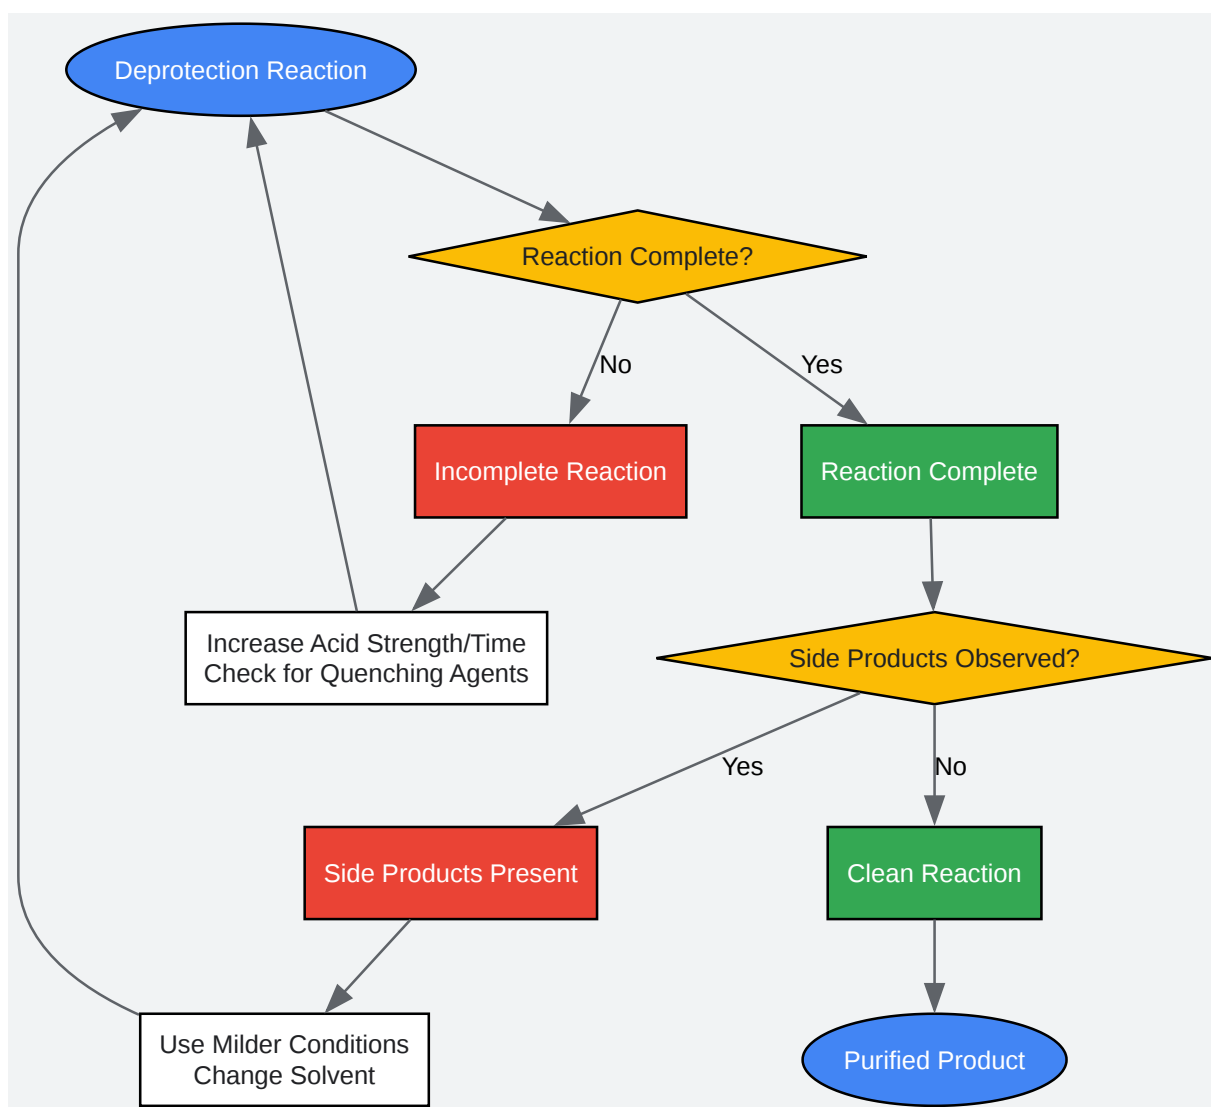 Deprotection Reaction
Reaction Complete?
No
Yes
Incomplete Reaction
Reaction Complete
Increase Acid Strength/Time
Check for Quenching Agents
Side Products Observed?
Yes
No
Side Products Present
Clean Reaction
Use Milder Conditions
Change Solvent
Purified Product